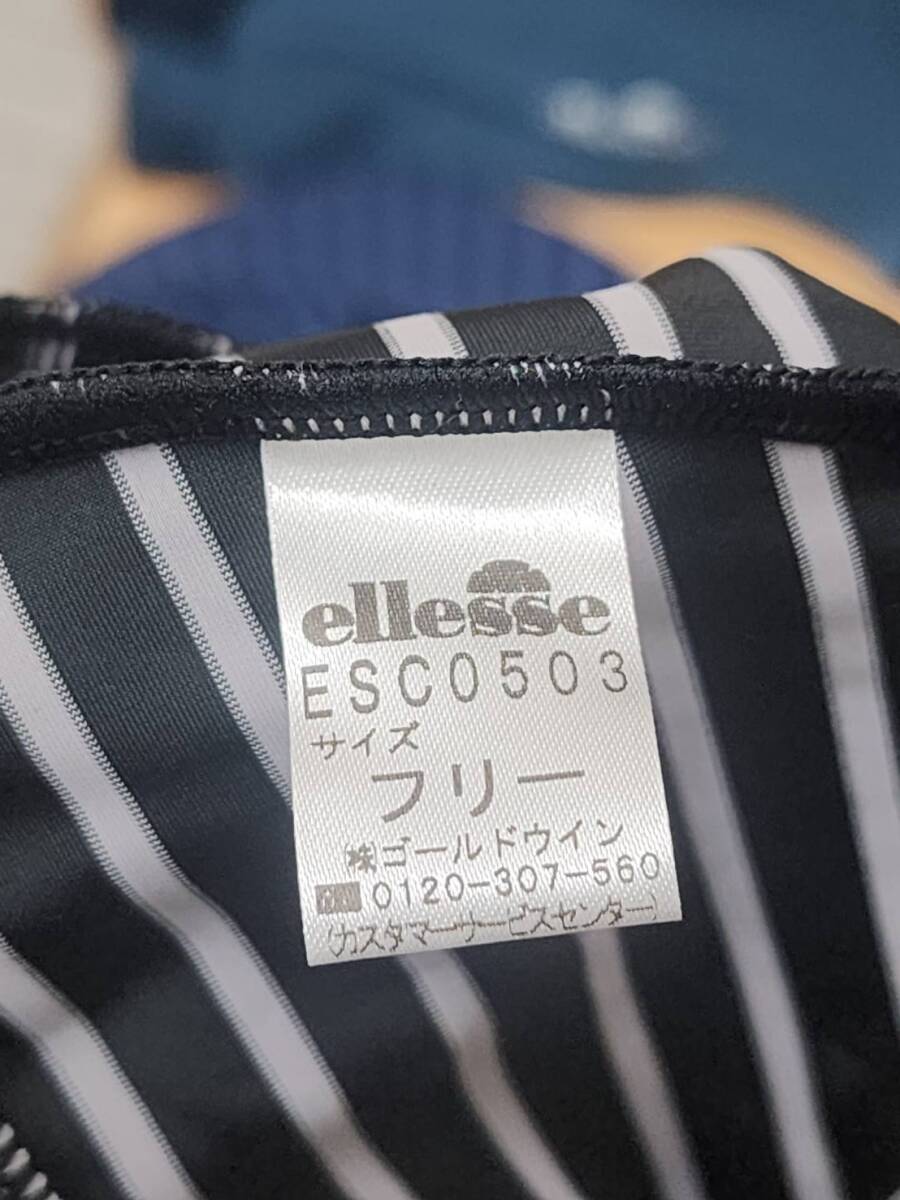 ellesse
ESC0503
サイズ
フリー
㈱ゴールドウイン
0120-307-560
(カスタマーサービスセンター)